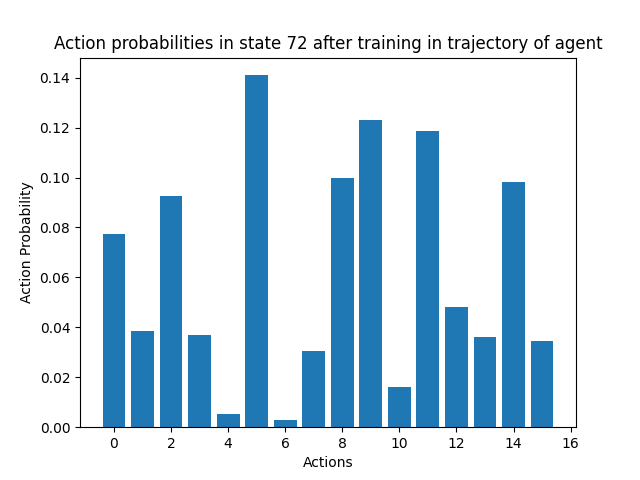 Action probabilities in state 72 after training in trajectory of agent
0.14
0.12
0.10
0.08
0.06
0.04
0.02
0.00
Action Probability
0 2 4 6 8 10 12 14 16
Actions